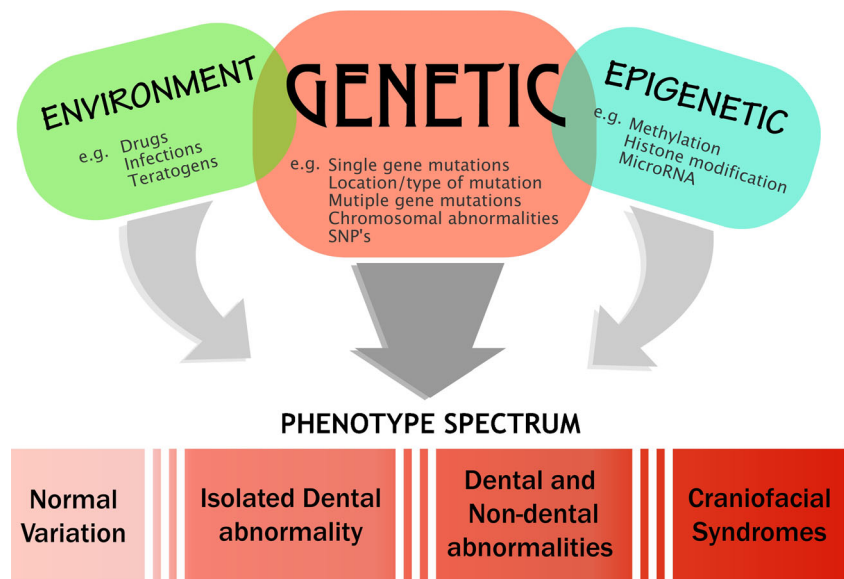 ENVIRONMENT
e.g. Drugs
Infections
Teratogens
GENETIC
e.g. Single gene mutations
Location/type of mutation
Mutiple gene mutations
Chromosomal abnormalities
SNP's
EPIGENETIC
e.g. Methylation
Histone modification
MicroRNA
PHENOTYPE SPECTRUM
Normal
Variation
Isolated Dental
abnormality
Dental and
Non-dental
abnormalities
Craniofacial
Syndromes